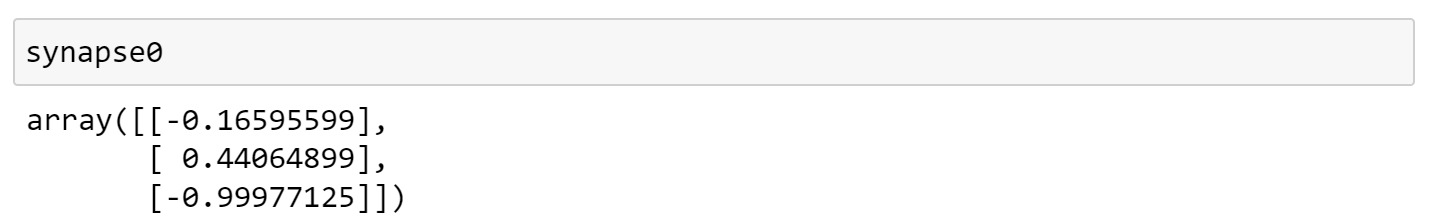 synapse0
array([[-0.16595599],
       [ 0.44064899],
       [-0.99977125]])